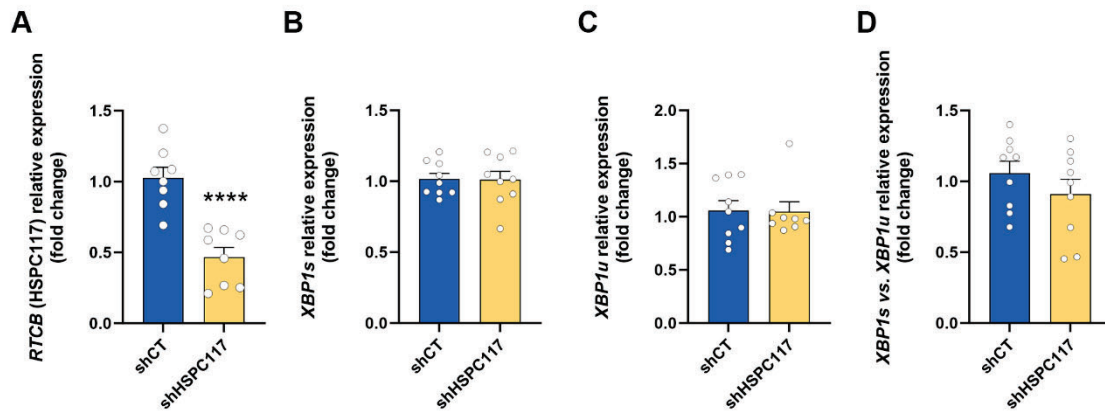 A
RTCB (HSPC117) relative expression
(fold change)
1.5
1.0
0.5
0.0
****
shCT
shHSPC117
B
XBP1s relative expression
(fold change)
1.5
1.0
0.5
0.0
shCT
shHSPC117
C
XBP1u relative expression
(fold change)
2.0
1.5
1.0
0.5
0.0
shCT
shHSPC117
D
XBP1s vs. XBP1u relative expression
(fold change)
1.5
1.0
0.5
0.0
shCT
shHSPC117